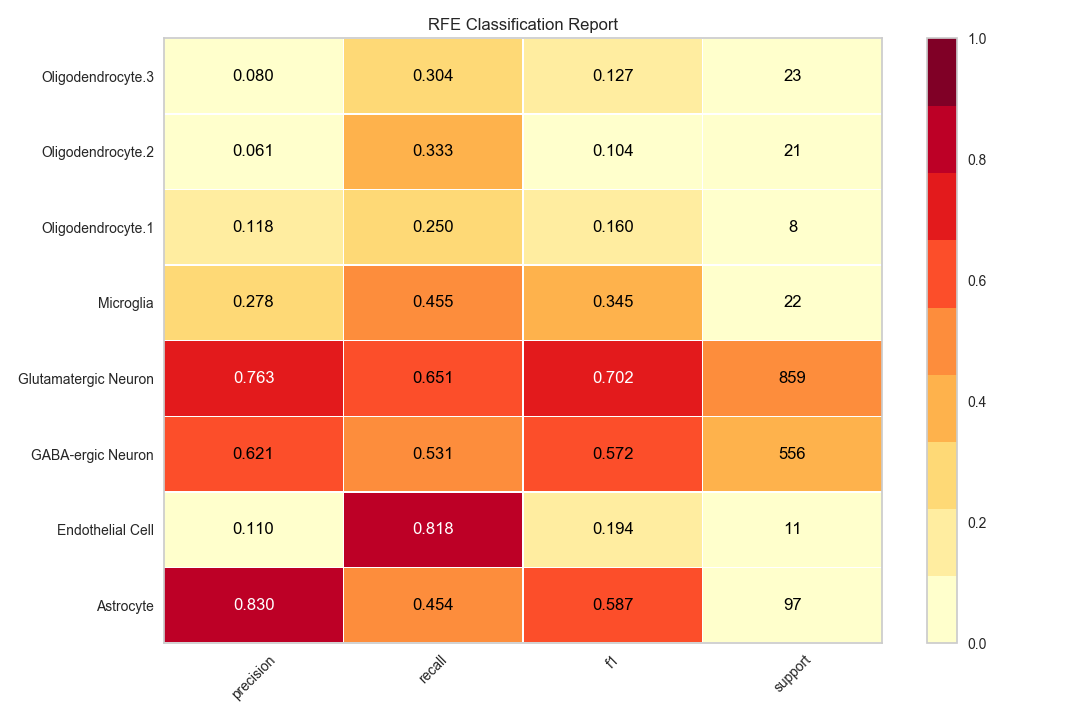 RFE Classification Report
Oligodendrocyte.3 0.080 0.304 0.127 23
Oligodendrocyte.2 0.061 0.333 0.104 21
Oligodendrocyte.1 0.118 0.250 0.160 8
Microglia 0.278 0.455 0.345 22
Glutamatergic Neuron 0.763 0.651 0.702 859
GABA-ergic Neuron 0.621 0.531 0.572 556
Endothelial Cell 0.110 0.818 0.194 11
Astrocyte 0.830 0.454 0.587 97
precision recall f1 support
1.0
0.8
0.6
0.4
0.2
0.0